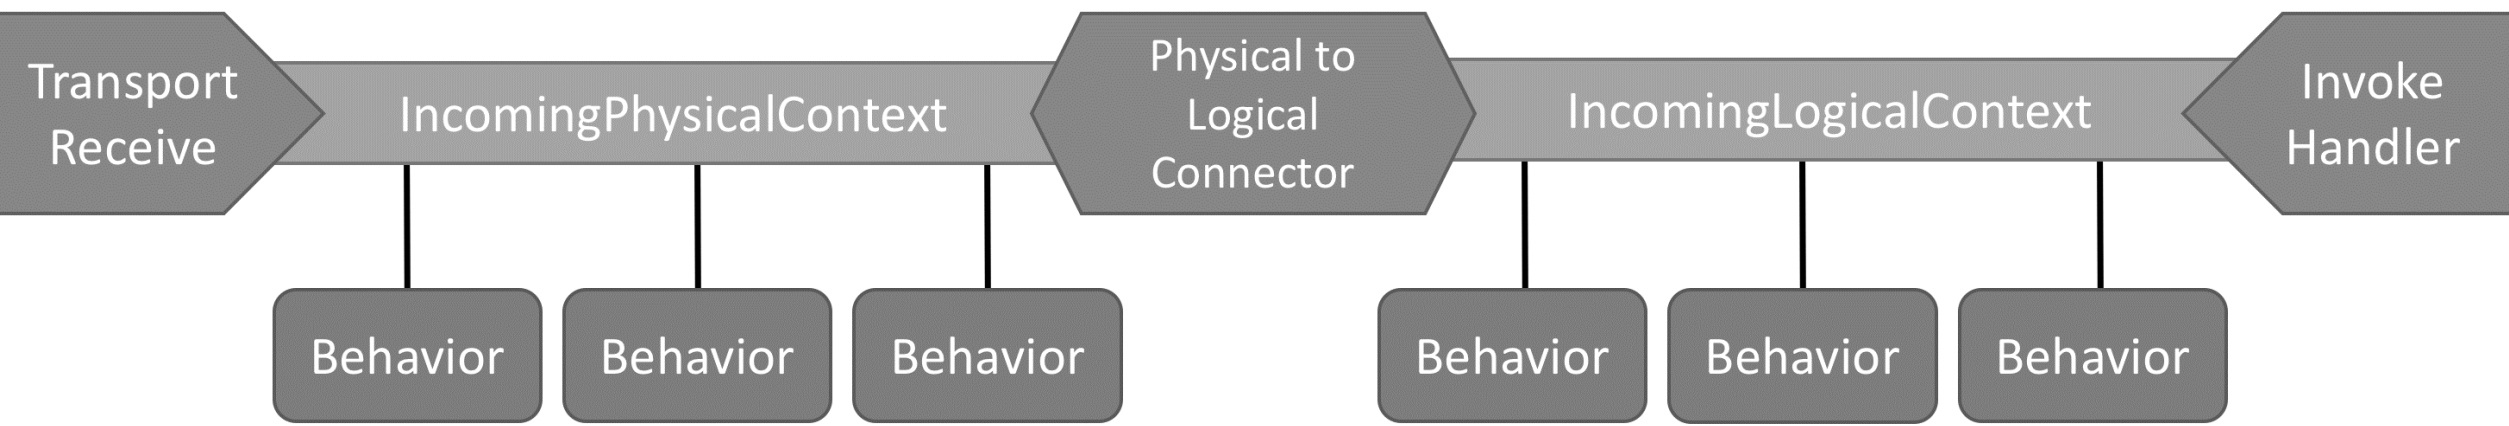 Transport
Receive
IncomingPhysicalContext
Physical to
Logical
Connector
IncomingLogicalContext
Invoke
Handler
Behavior
Behavior
Behavior
Behavior
Behavior
Behavior